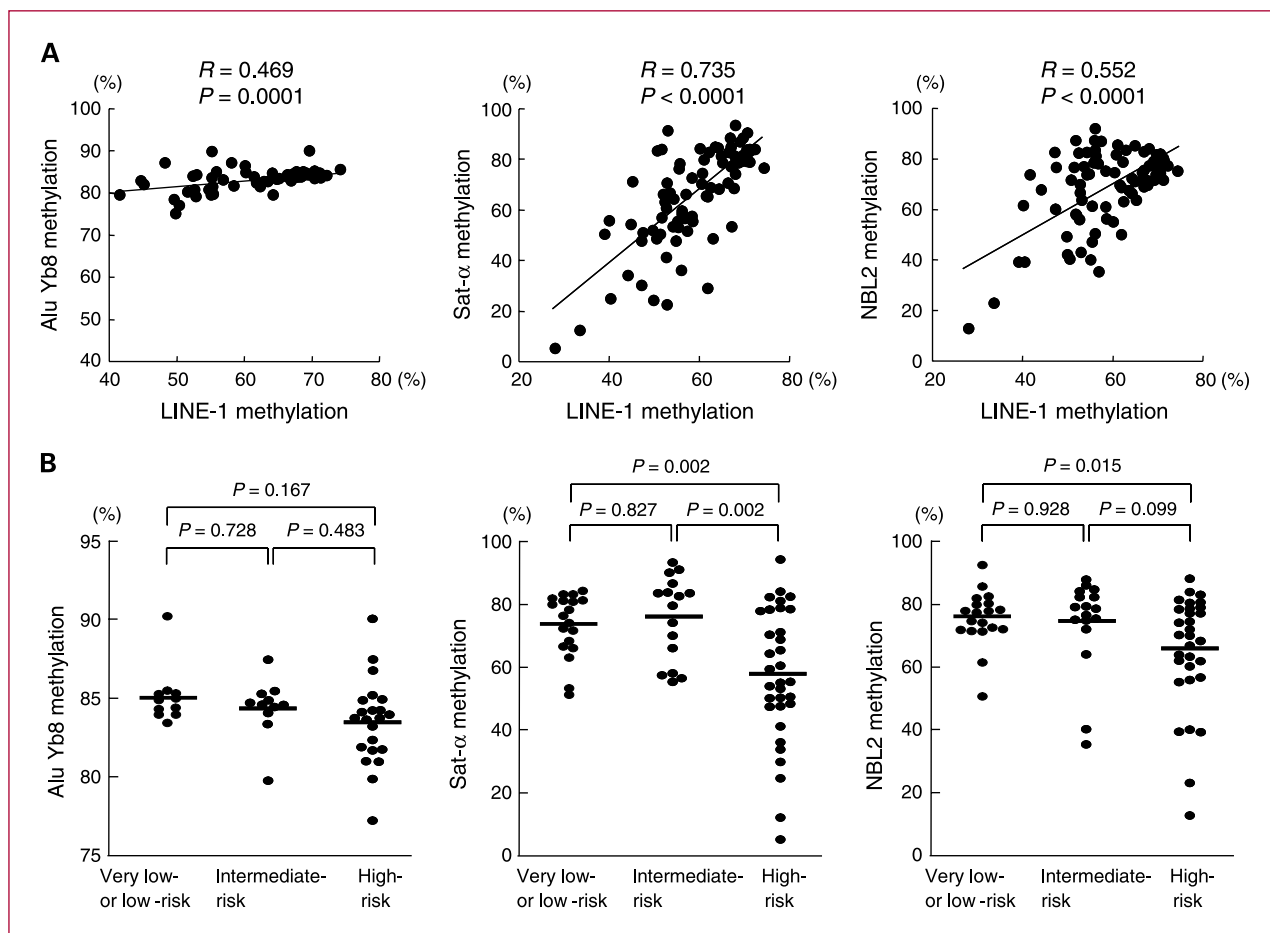 A
(%)
R = 0.469
P = 0.0001
100
90
80
70
60
50
40
40
50
60
70
80 (%)
Alu Yb8 methylation
LINE-1 methylation
(%)
R = 0.735
P < 0.0001
100
80
60
40
20
0
20
40
60
80 (%)
Sat-α methylation
LINE-1 methylation
(%)
R = 0.552
P < 0.0001
100
80
60
40
20
0
20
40
60
80 (%)
NBL2 methylation
LINE-1 methylation
B
P = 0.167
P = 0.728
P = 0.483
(%)
95
90
85
80
75
Alu Yb8 methylation
Very low-
or low -risk
Intermediate-
risk
High-
risk
P = 0.002
P = 0.827
P = 0.002
(%)
100
80
60
40
20
0
Sat-α methylation
Very low-
or low -risk
Intermediate-
risk
High-
risk
P = 0.015
P = 0.928
P = 0.099
(%)
100
80
60
40
20
0
NBL2 methylation
Very low-
or low -risk
Intermediate-
risk
High-
risk